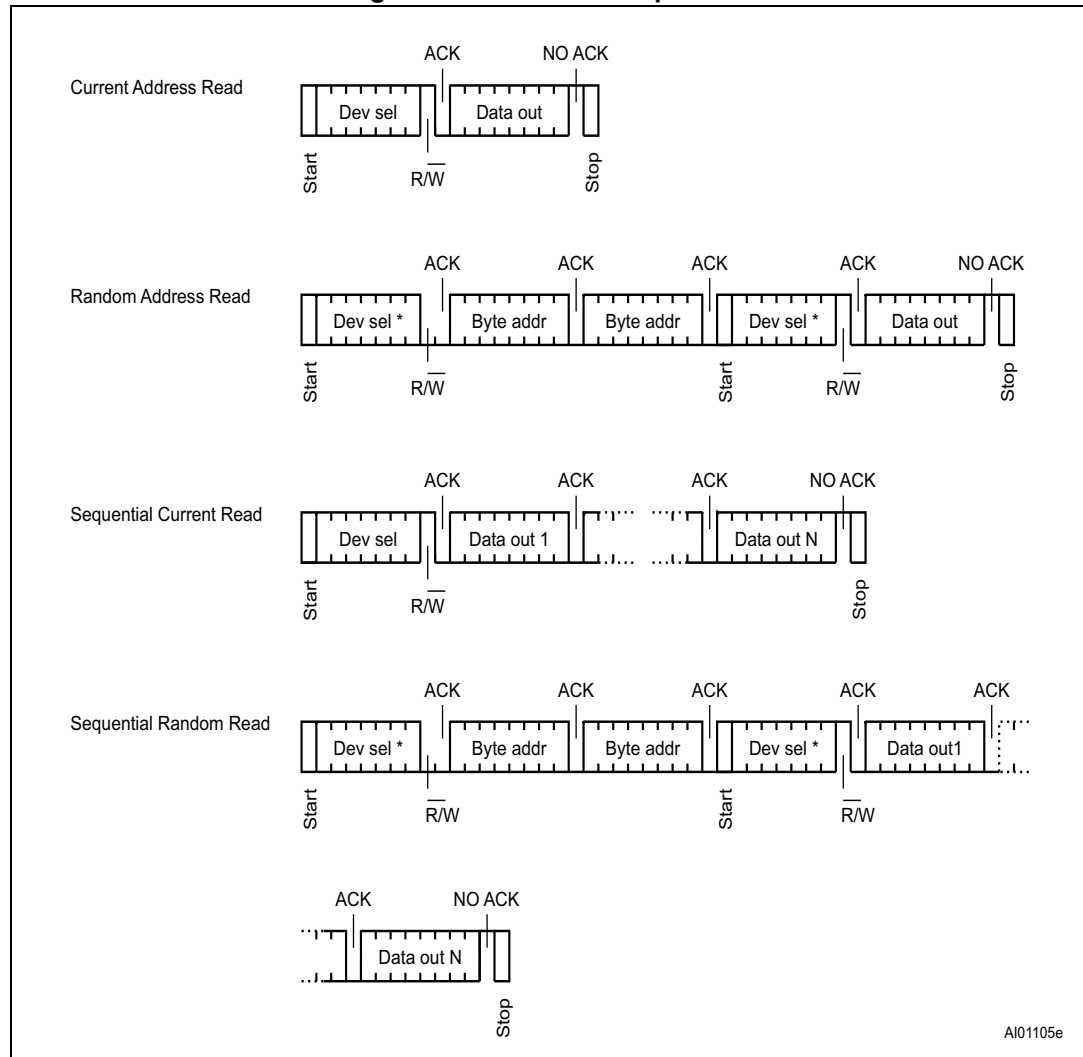 ACK NO ACK
Current Address Read
Dev sel Data out
Start R/W Stop
ACK ACK ACK ACK NO ACK
Random Address Read
Dev sel * Byte addr Byte addr Dev sel * Data out
Start R/W Start R/W Stop
ACK ACK ACK NO ACK
Sequential Current Read
Dev sel Data out 1 Data out N
Start R/W Stop
ACK ACK ACK ACK ACK
Sequential Random Read
Dev sel * Byte addr Byte addr Dev sel * Data out1
Start R/W Start R/W
ACK NO ACK
Data out N
Stop
AI01105e